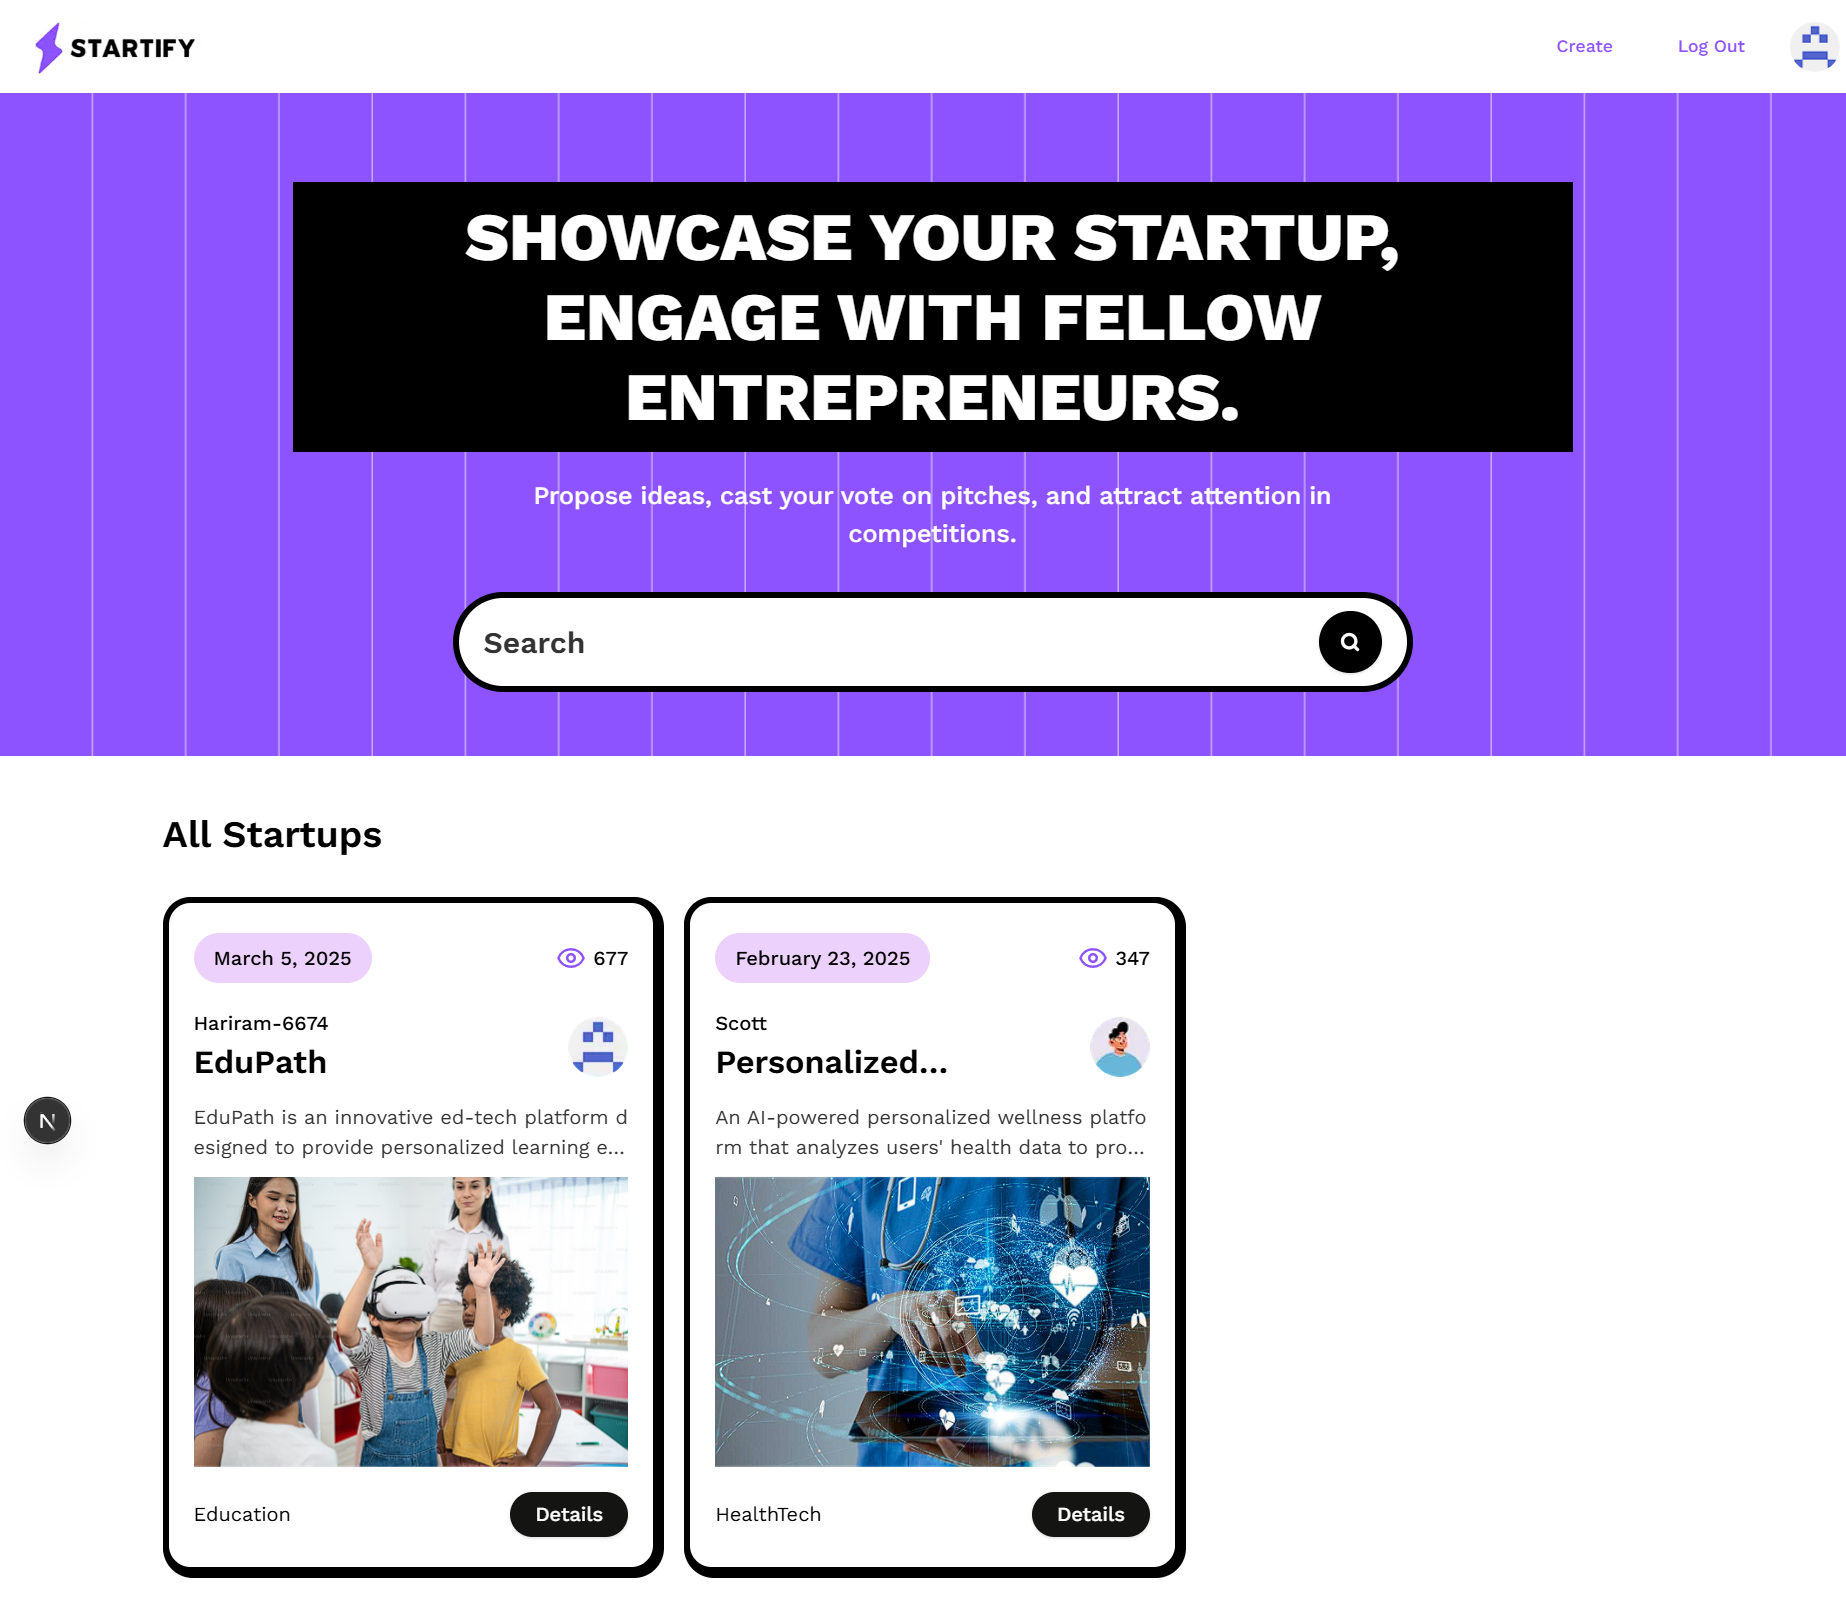 STARTIFY
Create
Log Out
SHOWCASE YOUR STARTUP,
ENGAGE WITH FELLOW
ENTREPRENEURS.
Propose ideas, cast your vote on pitches, and attract attention in
competitions.
Search
All Startups
March 5, 2025
677
Hariram-6674
EduPath
EduPath is an innovative ed-tech platform d
esigned to provide personalized learning e...
Education
Details
February 23, 2025
347
Scott
Personalized...
An AI-powered personalized wellness platfo
rm that analyzes users' health data to pro...
HealthTech
Details
N